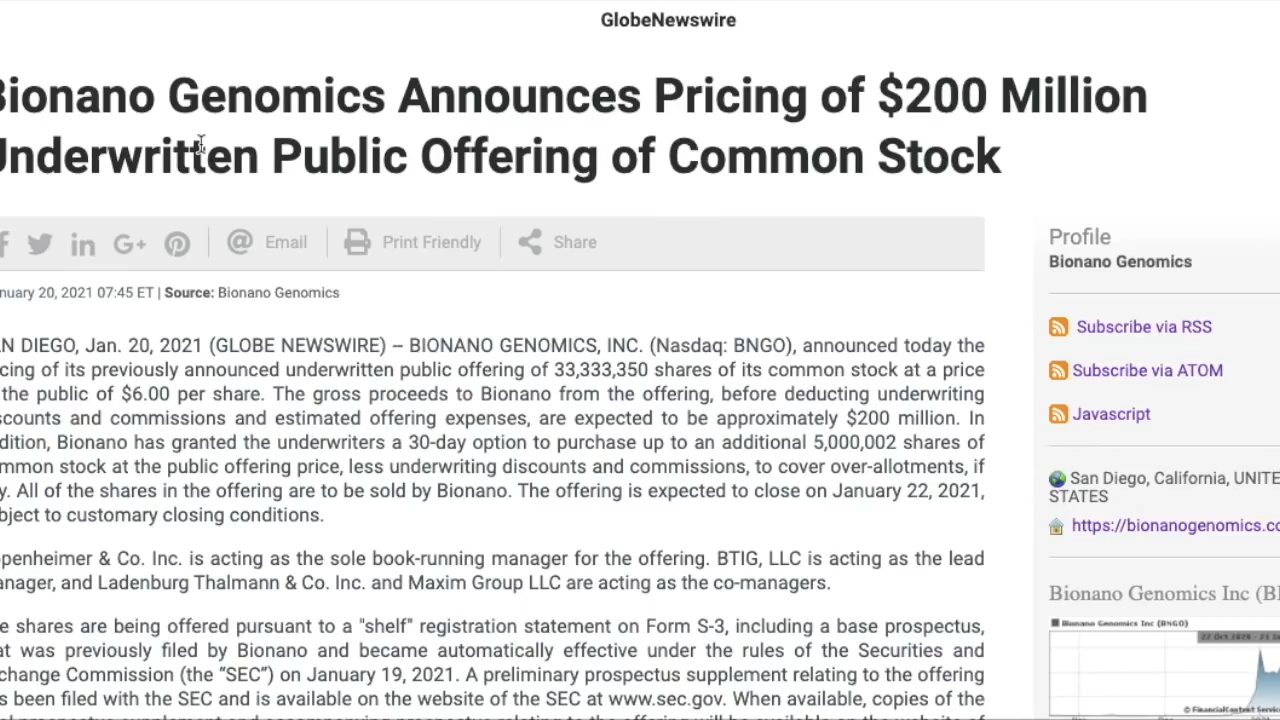 GlobeNewswire
Bionano Genomics Announces Pricing of $200 Million
Underwritten Public Offering of Common Stock
Email
Print Friendly
Share
nuary 20, 2021 07:45 ET | Source: Bionano Genomics
AN DIEGO, Jan. 20, 2021 (GLOBE NEWSWIRE) -- BIONANO GENOMICS, INC. (Nasdaq: BNGO), announced today the
icing of its previously announced underwritten public offering of 33,333,350 shares of its common stock at a price
the public of $6.00 per share. The gross proceeds to Bionano from the offering, before deducting underwriting
scounts and commissions and estimated offering expenses, are expected to be approximately $200 million. In
dition, Bionano has granted the underwriters a 30-day option to purchase up to an additional 5,000,002 shares of
mmon stock at the public offering price, less underwriting discounts and commissions, to cover over-allotments, if
y. All of the shares in the offering are to be sold by Bionano. The offering is expected to close on January 22, 2021,
bject to customary closing conditions.
penheimer & Co. Inc. is acting as the sole book-running manager for the offering. BTIG, LLC is acting as the lead
anager, and Ladenburg Thalmann & Co. Inc. and Maxim Group LLC are acting as the co-managers.
e shares are being offered pursuant to a "shelf" registration statement on Form S-3, including a base prospectus,
at was previously filed by Bionano and became automatically effective under the rules of the Securities and
change Commission (the “SEC”) on January 19, 2021. A preliminary prospectus supplement relating to the offering
s been filed with the SEC and is available on the website of the SEC at www.sec.gov. When available, copies of the
Profile
Bionano Genomics
Subscribe via RSS
Subscribe via ATOM
Javascript
San Diego, California, UNITE
STATES
https://bionanogenomics.co
Bionano Genomics Inc (BI
Bionano Genomics Inc (BNGO)
© FinancialContent Servic